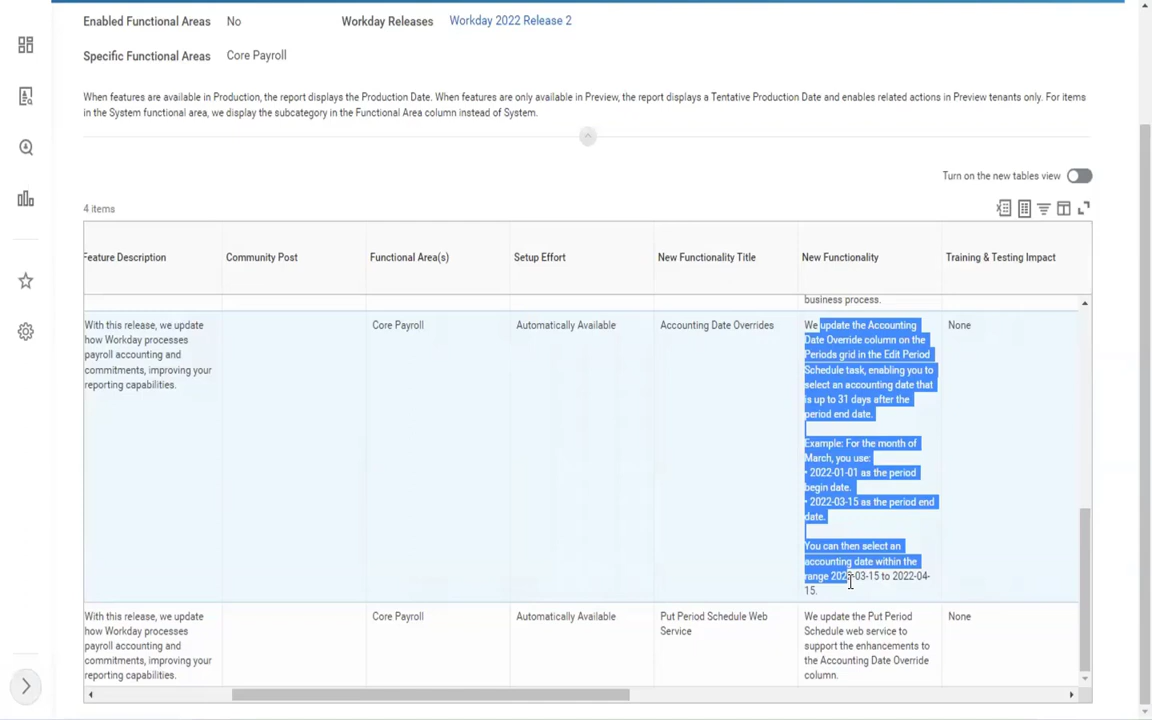 Enabled Functional Areas No Workday Releases Workday 2022 Release 2
Specific Functional Areas Core Payroll
When features are available in Production, the report displays the Production Date. When features are only available in Preview, the report displays a Tentative Production Date and enables related actions in Preview tenants only. For items
in the System functional area, we display the subcategory in the Functional Area column instead of System.
Turn on the new tables view
4 items
Feature Description Community Post Functional Area(s) Setup Effort New Functionality Title New Functionality Training & Testing Impact
business process.
With this release, we update
how Workday processes
payroll accounting and
commitments, improving your
reporting capabilities.
Core Payroll
Automatically Available
Accounting Date Overrides
We update the Accounting
Date Override column on the
Periods grid in the Edit Period
Schedule task, enabling you to
select an accounting date that
is up to 31 days after the
period end date.
Example: For the month of
March, you use:
• 2022-01-01 as the period
begin date.
• 2022-03-15 as the period end
date.
You can then select an
accounting date within the
range 2022-03-15 to 2022-04-
15.
None
With this release, we update
how Workday processes
payroll accounting and
commitments, improving your
reporting capabilities.
Core Payroll
Automatically Available
Put Period Schedule Web
Service
We update the Put Period
Schedule web service to
support the enhancements to
the Accounting Date Override
column.
None